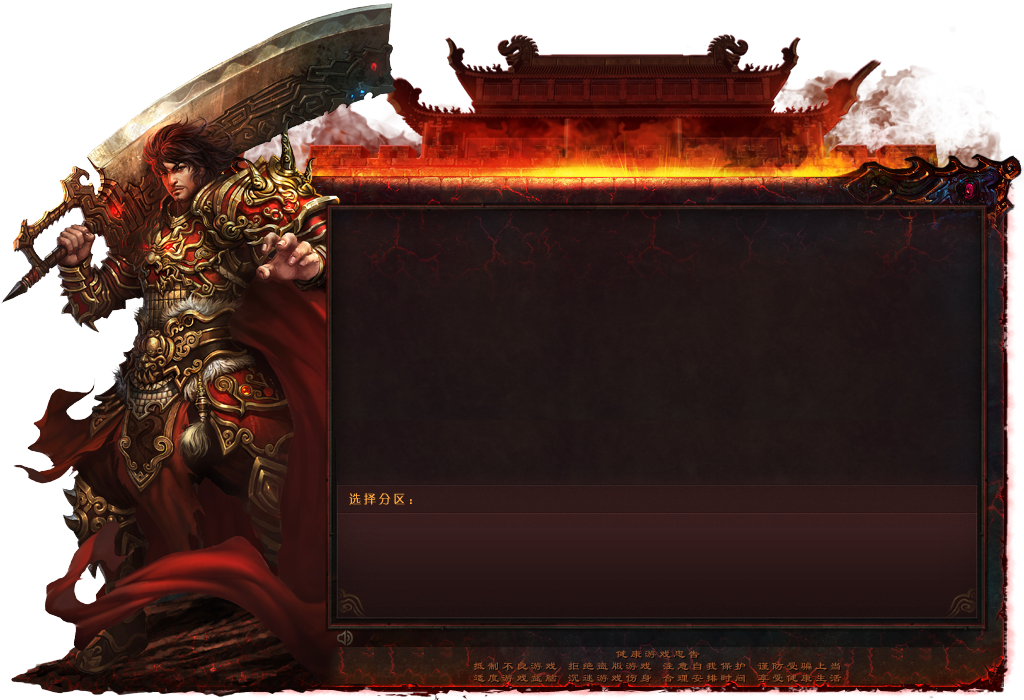 选择分区：
健康游戏忠告
抵制不良游戏 拒绝盗版游戏 注意自我保护 谨防受骗上当
适度游戏益脑 沉迷游戏伤身 合理安排时间 享受健康生活